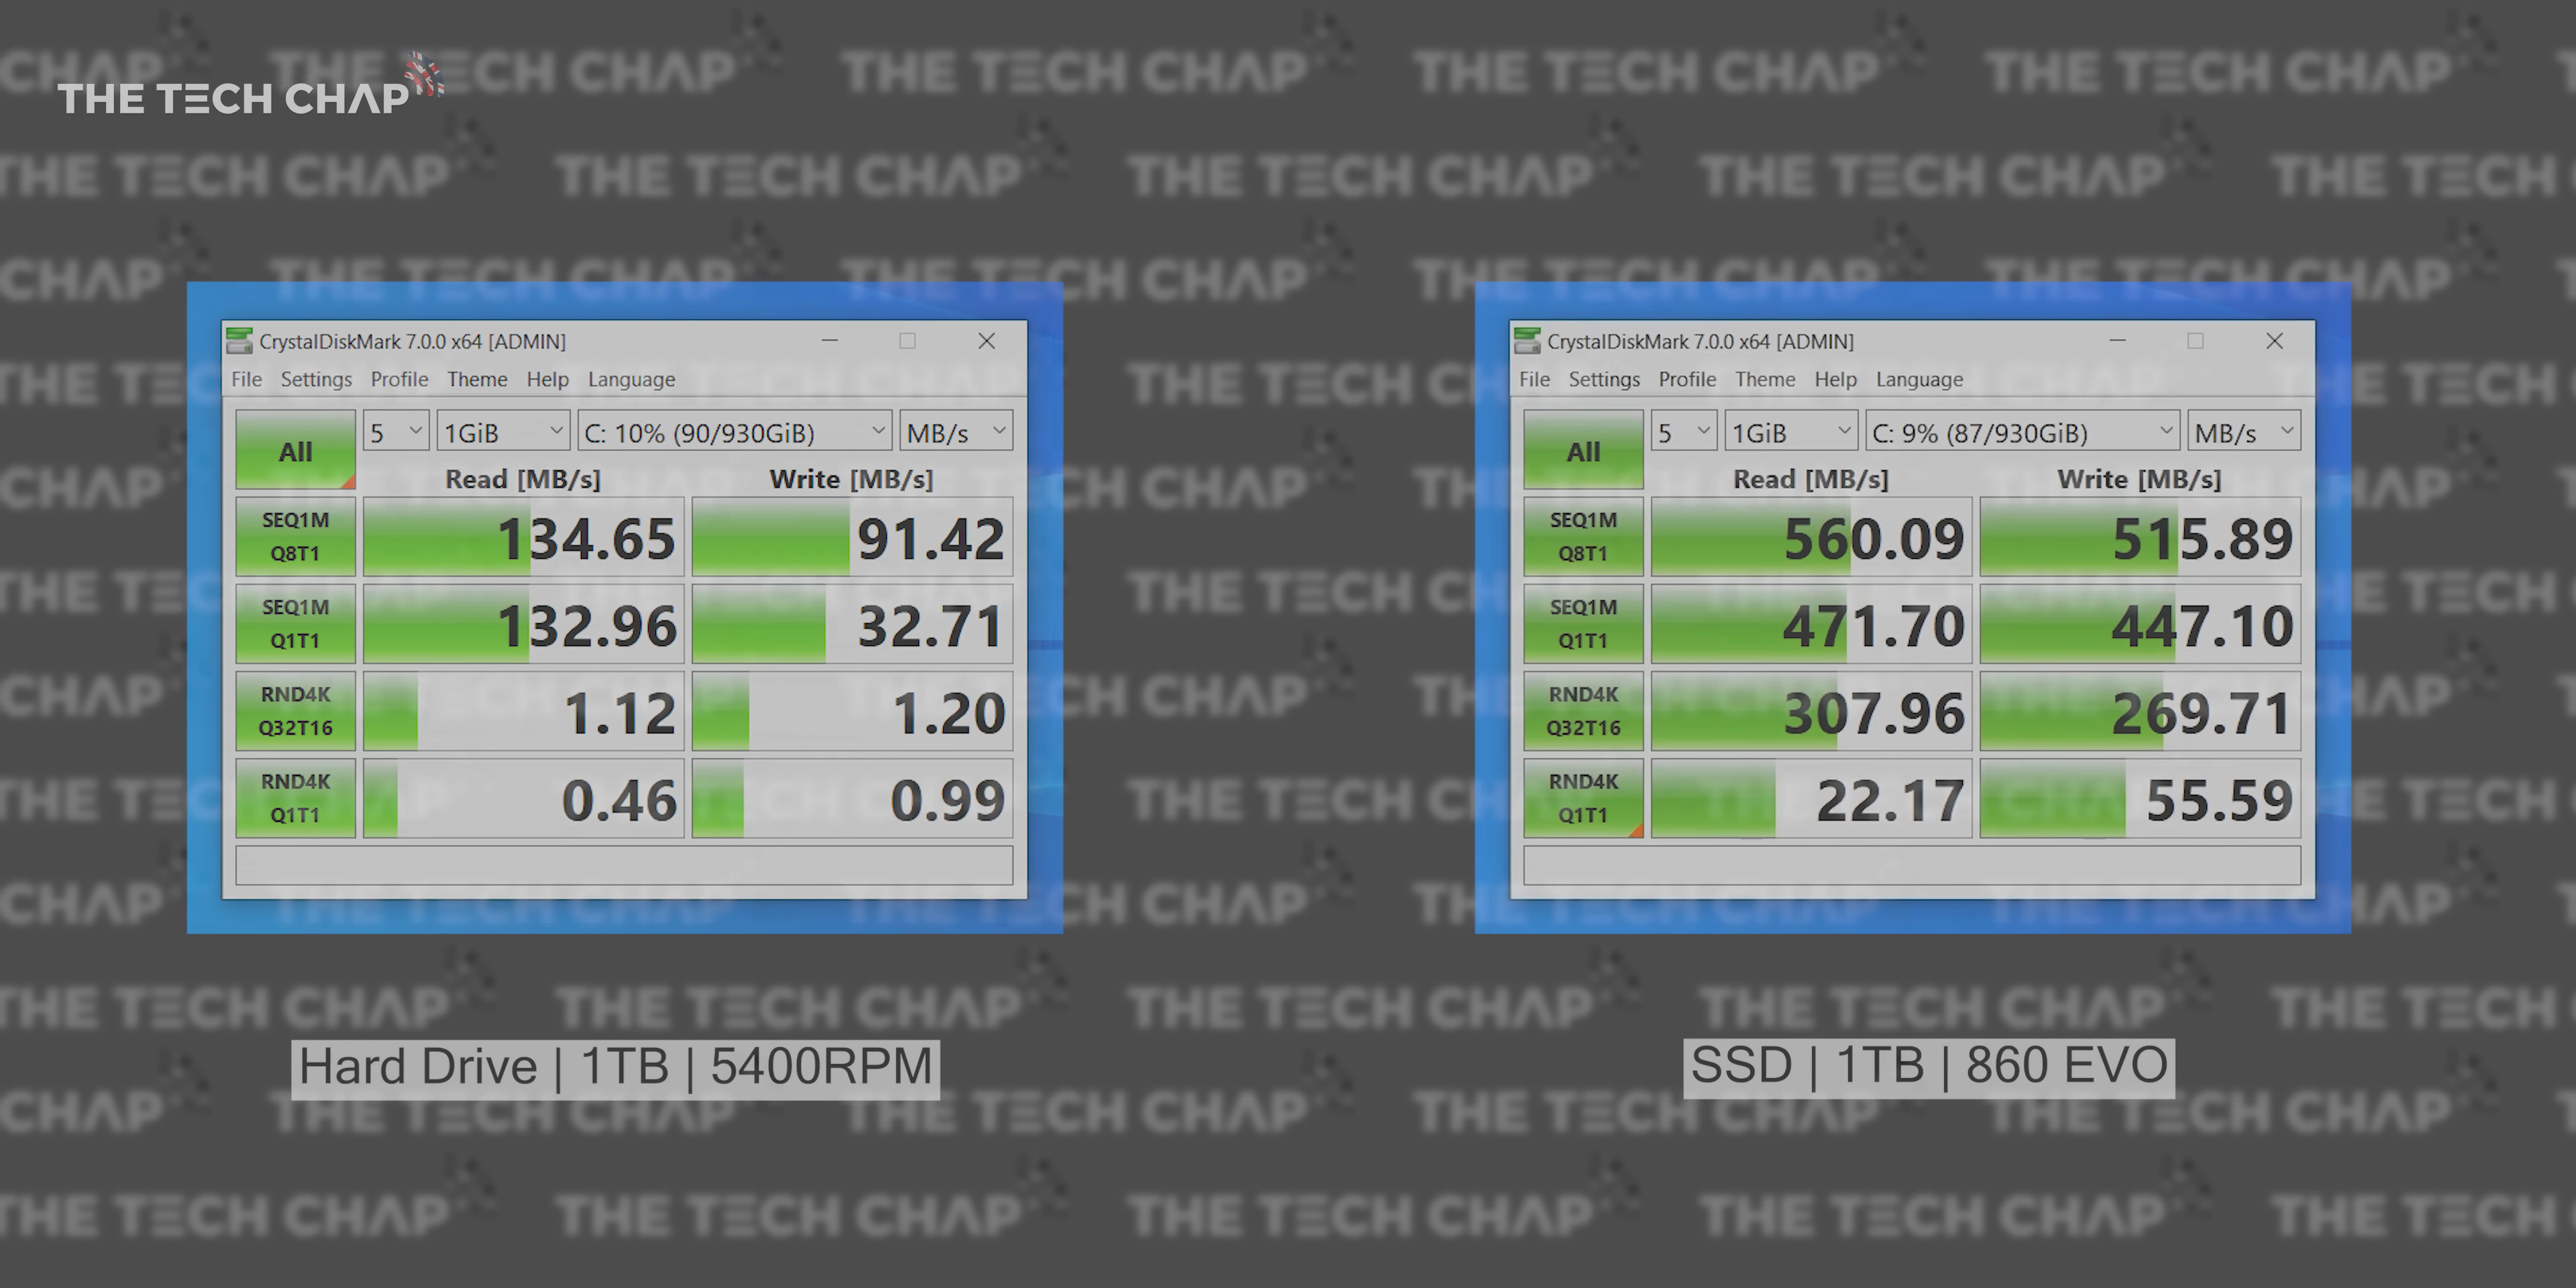 THE TECH CHAP
CrystalDiskMark 7.0.0 x64 [ADMIN]
File Settings Profile Theme Help Language
All 5 1GiB C: 10% (90/930GiB) MB/s
Read [MB/s] Write [MB/s]
SEQ1M Q8T1 134.65 91.42
SEQ1M Q1T1 132.96 32.71
RND4K Q32T16 1.12 1.20
RND4K Q1T1 0.46 0.99
Hard Drive | 1TB | 5400RPM
CrystalDiskMark 7.0.0 x64 [ADMIN]
File Settings Profile Theme Help Language
All 5 1GiB C: 9% (87/930GiB) MB/s
Read [MB/s] Write [MB/s]
SEQ1M Q8T1 560.09 515.89
SEQ1M Q1T1 471.70 447.10
RND4K Q32T16 307.96 269.71
RND4K Q1T1 22.17 55.59
SSD | 1TB | 860 EVO